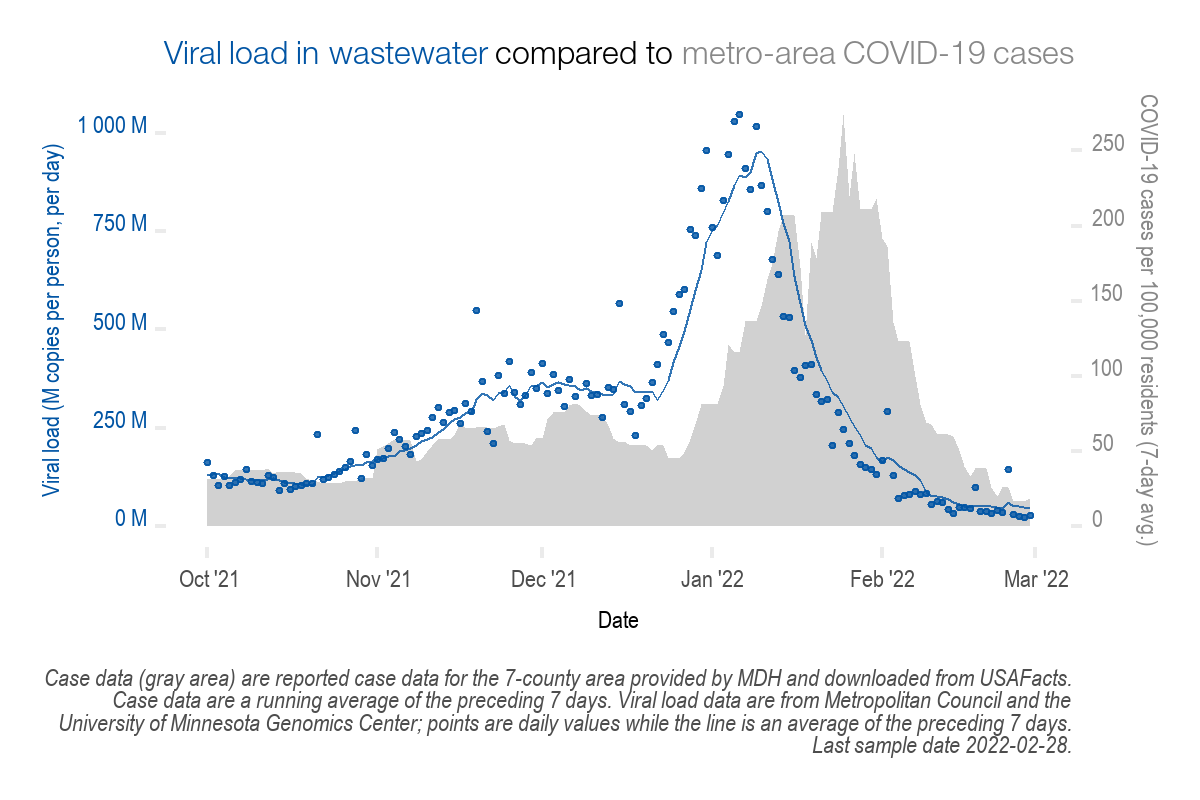 Viral load in wastewater compared to metro-area COVID-19 cases
Viral load (M copies per person, per day)
1 000 M
750 M
500 M
250 M
0 M
250
200
150
100
50
0
COVID-19 cases per 100,000 residents (7-day avg.)
Oct '21
Nov '21
Dec '21
Jan '22
Feb '22
Mar '22
Date
Case data (gray area) are reported case data for the 7-county area provided by MDH and downloaded from USAFacts.
Case data are a running average of the preceding 7 days. Viral load data are from Metropolitan Council and the
University of Minnesota Genomics Center; points are daily values while the line is an average of the preceding 7 days.
Last sample date 2022-02-28.